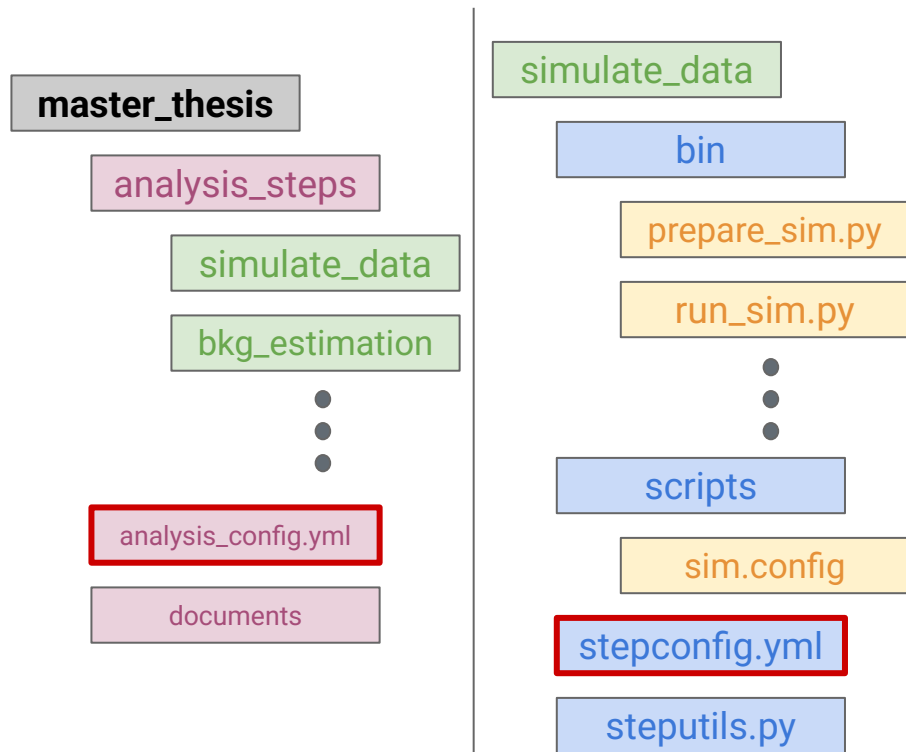 master_thesis
analysis_steps
simulate_data
bkg_estimation
analysis_config.yml
documents
simulate_data
bin
prepare_sim.py
run_sim.py
scripts
sim.config
stepconfig.yml
steputils.py